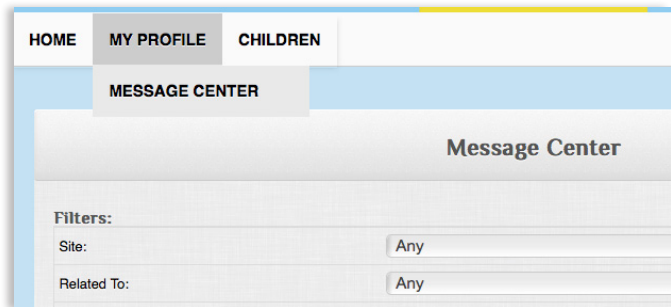 HOME MY PROFILE CHILDREN
MESSAGE CENTER
Message Center
Filters:
Site: Any
Related To: Any